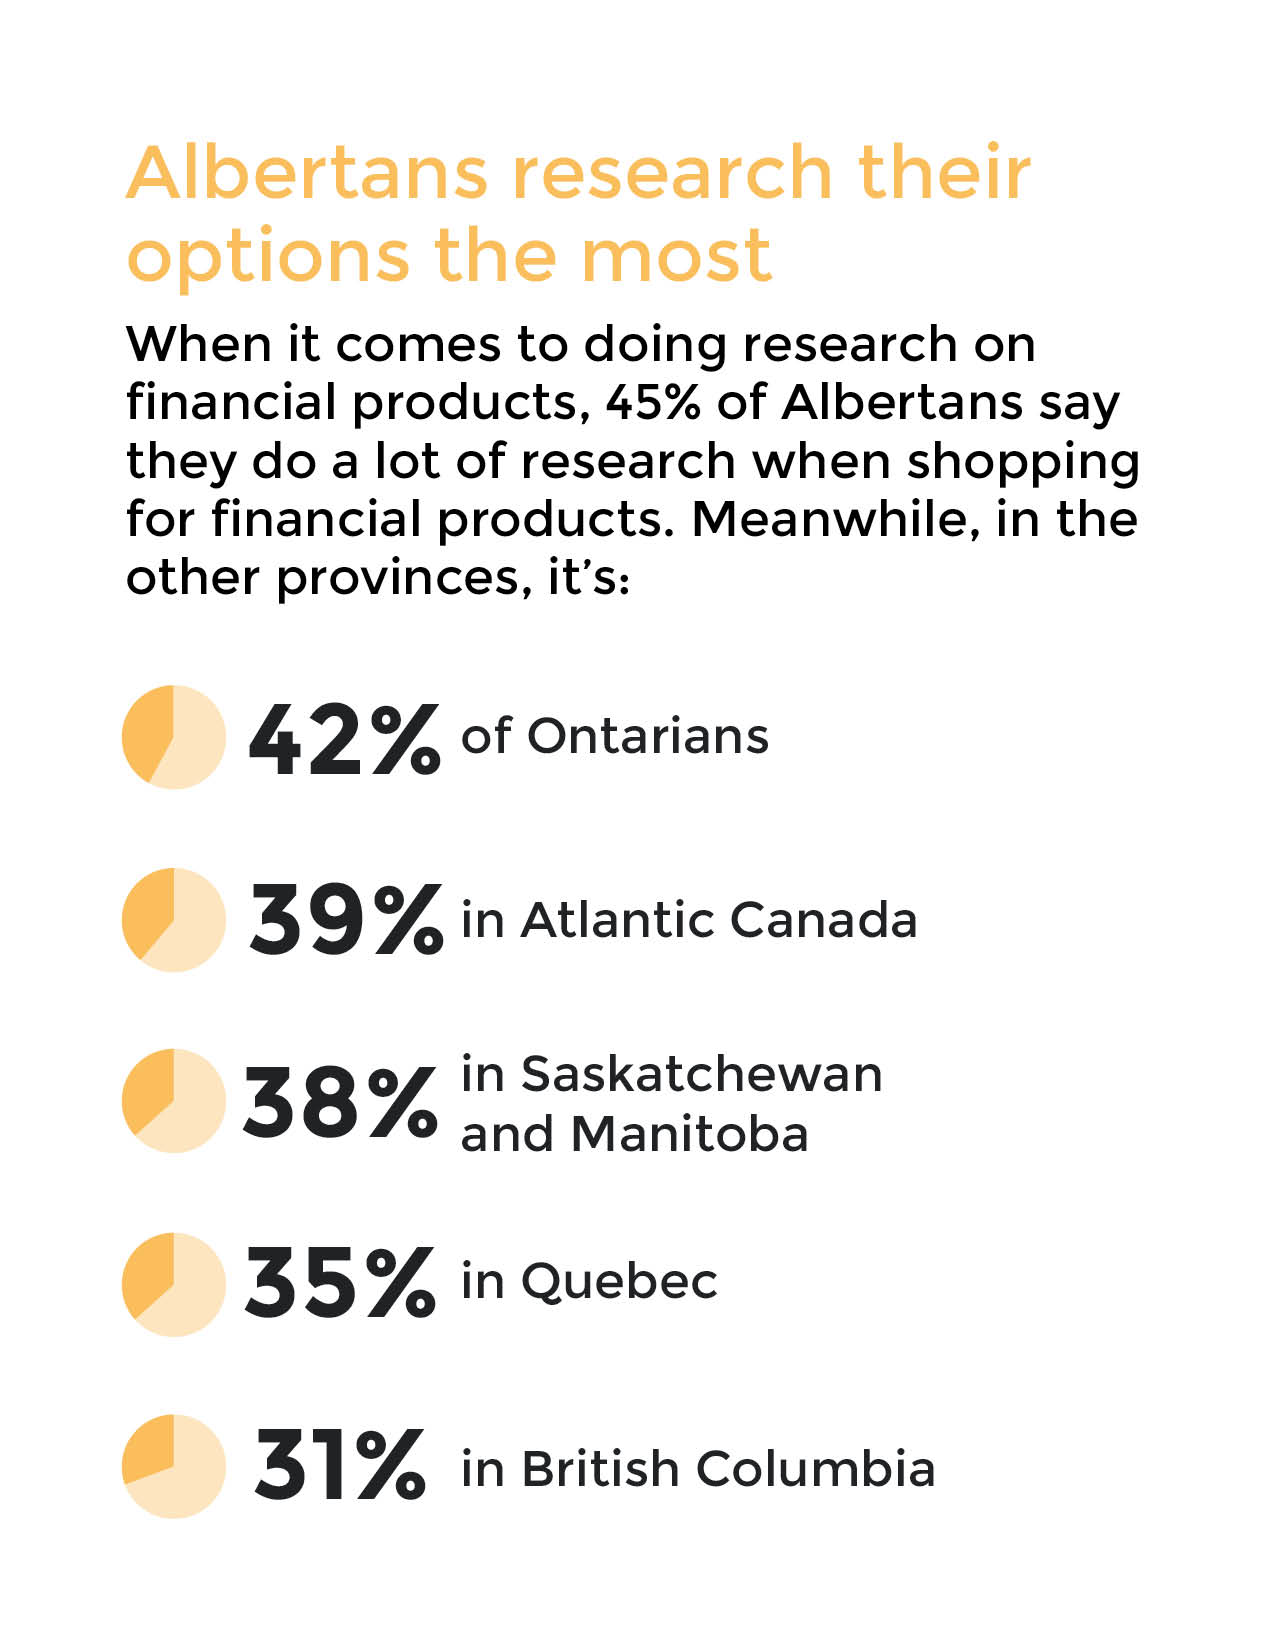 Albertans research their
options the most
When it comes to doing research on
financial products, 45% of Albertans say
they do a lot of research when shopping
for financial products. Meanwhile, in the
other provinces, it’s:
42% of Ontarians
39% in Atlantic Canada
38% in Saskatchewan
and Manitoba
35% in Quebec
31% in British Columbia